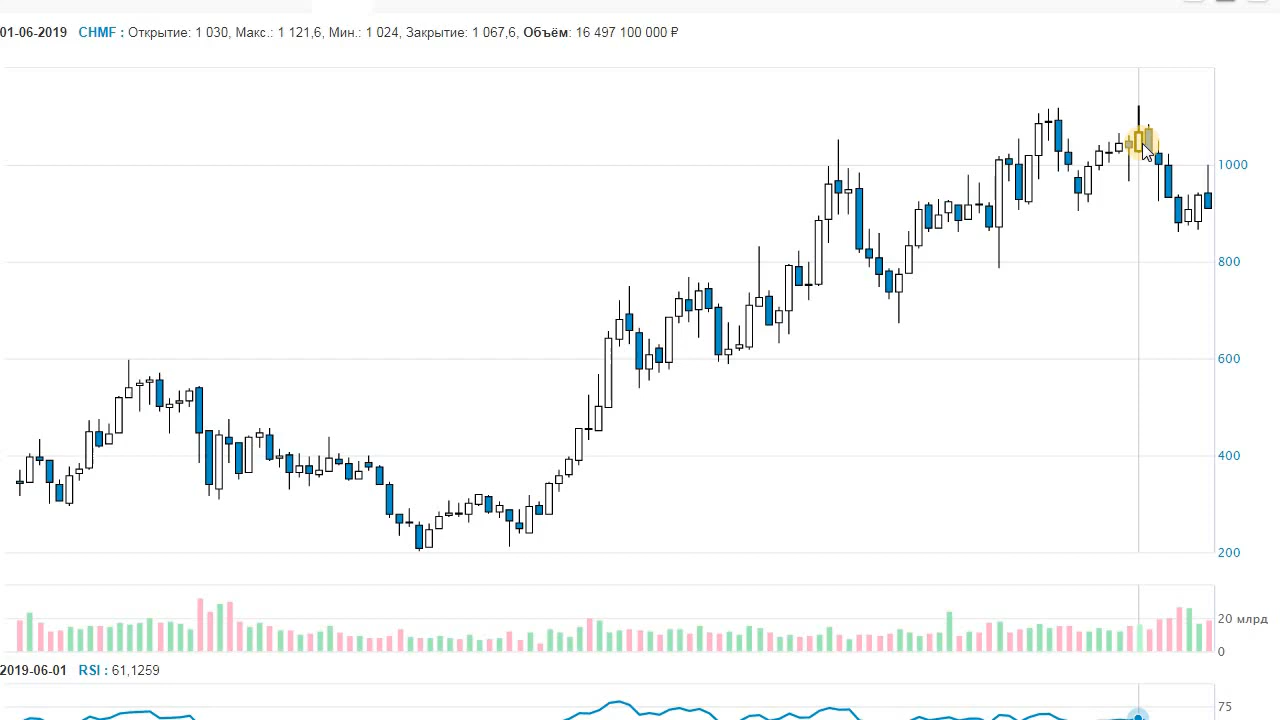 01-06-2019 CHMF : Открытие: 1 030, Макс.: 1 121,6, Мин.: 1 024, Закрытие: 1 067,6, Объём: 16 497 100 000 ₽
1000
800
600
400
200
20 млрд
0
2019-06-01 RSI : 61,1259
75